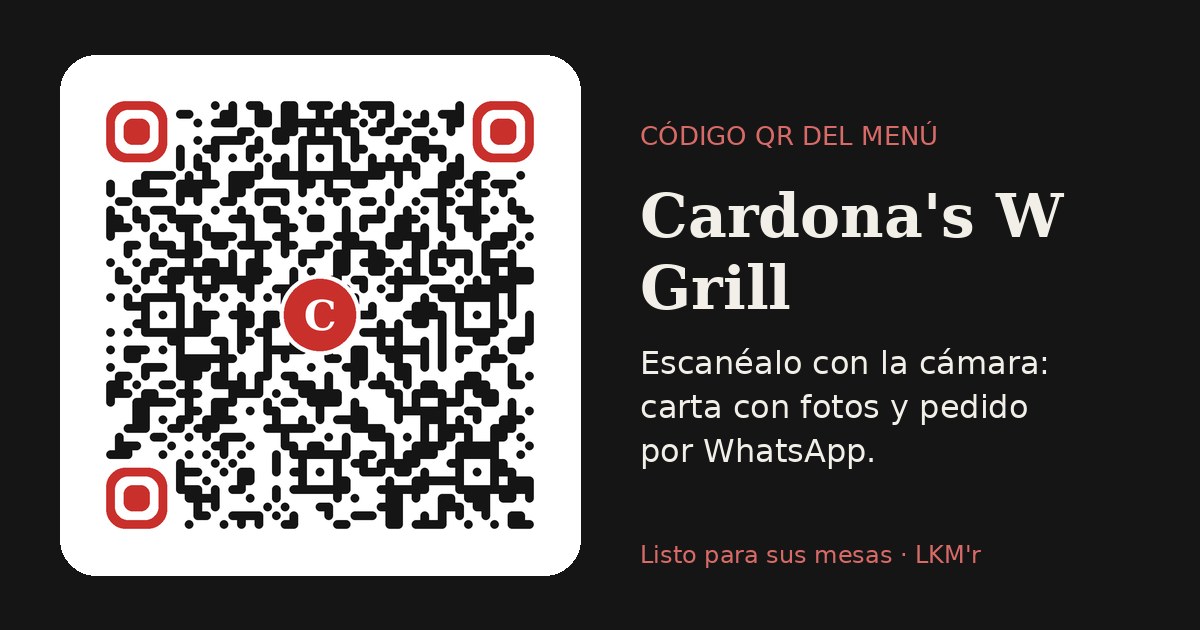 CÓDIGO QR DEL MENÚ
Cardona's W
Grill
C
Escanéalo con la cámara:
carta con fotos y pedido
por WhatsApp.
Listo para sus mesas · LKM'r